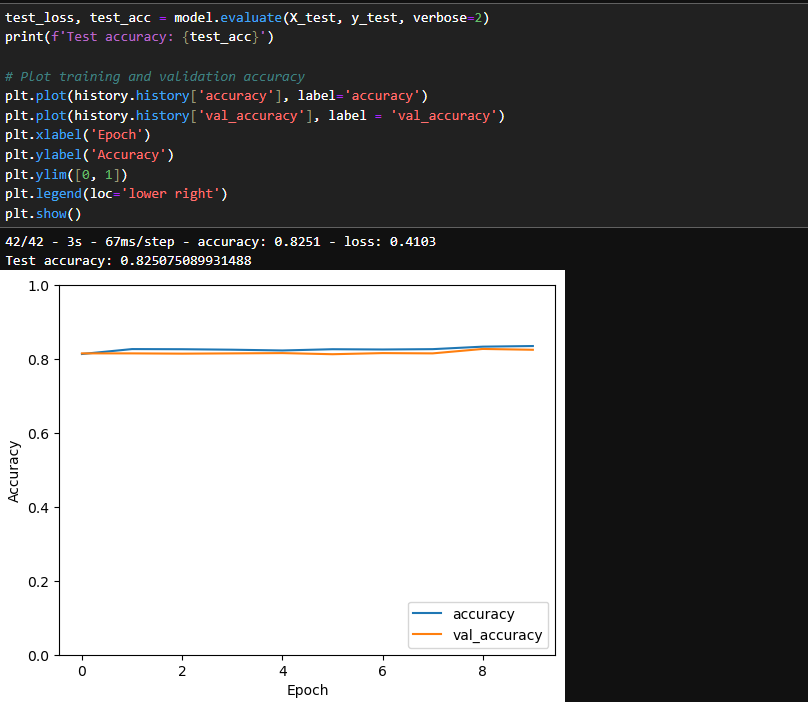 test_loss, test_acc = model.evaluate(X_test, y_test, verbose=2)
print(f'Test accuracy: {test_acc}')
# Plot training and validation accuracy
plt.plot(history.history['accuracy'], label='accuracy')
plt.plot(history.history['val_accuracy'], label = 'val_accuracy')
plt.xlabel('Epoch')
plt.ylabel('Accuracy')
plt.ylim([0, 1])
plt.legend(loc='lower right')
plt.show()
42/42 - 3s - 67ms/step - accuracy: 0.8251 - loss: 0.4103
Test accuracy: 0.825075089931488
1.0
0.8
0.6
0.4
0.2
0.0
Accuracy
accuracy
val_accuracy
0 2 4 6 8
Epoch